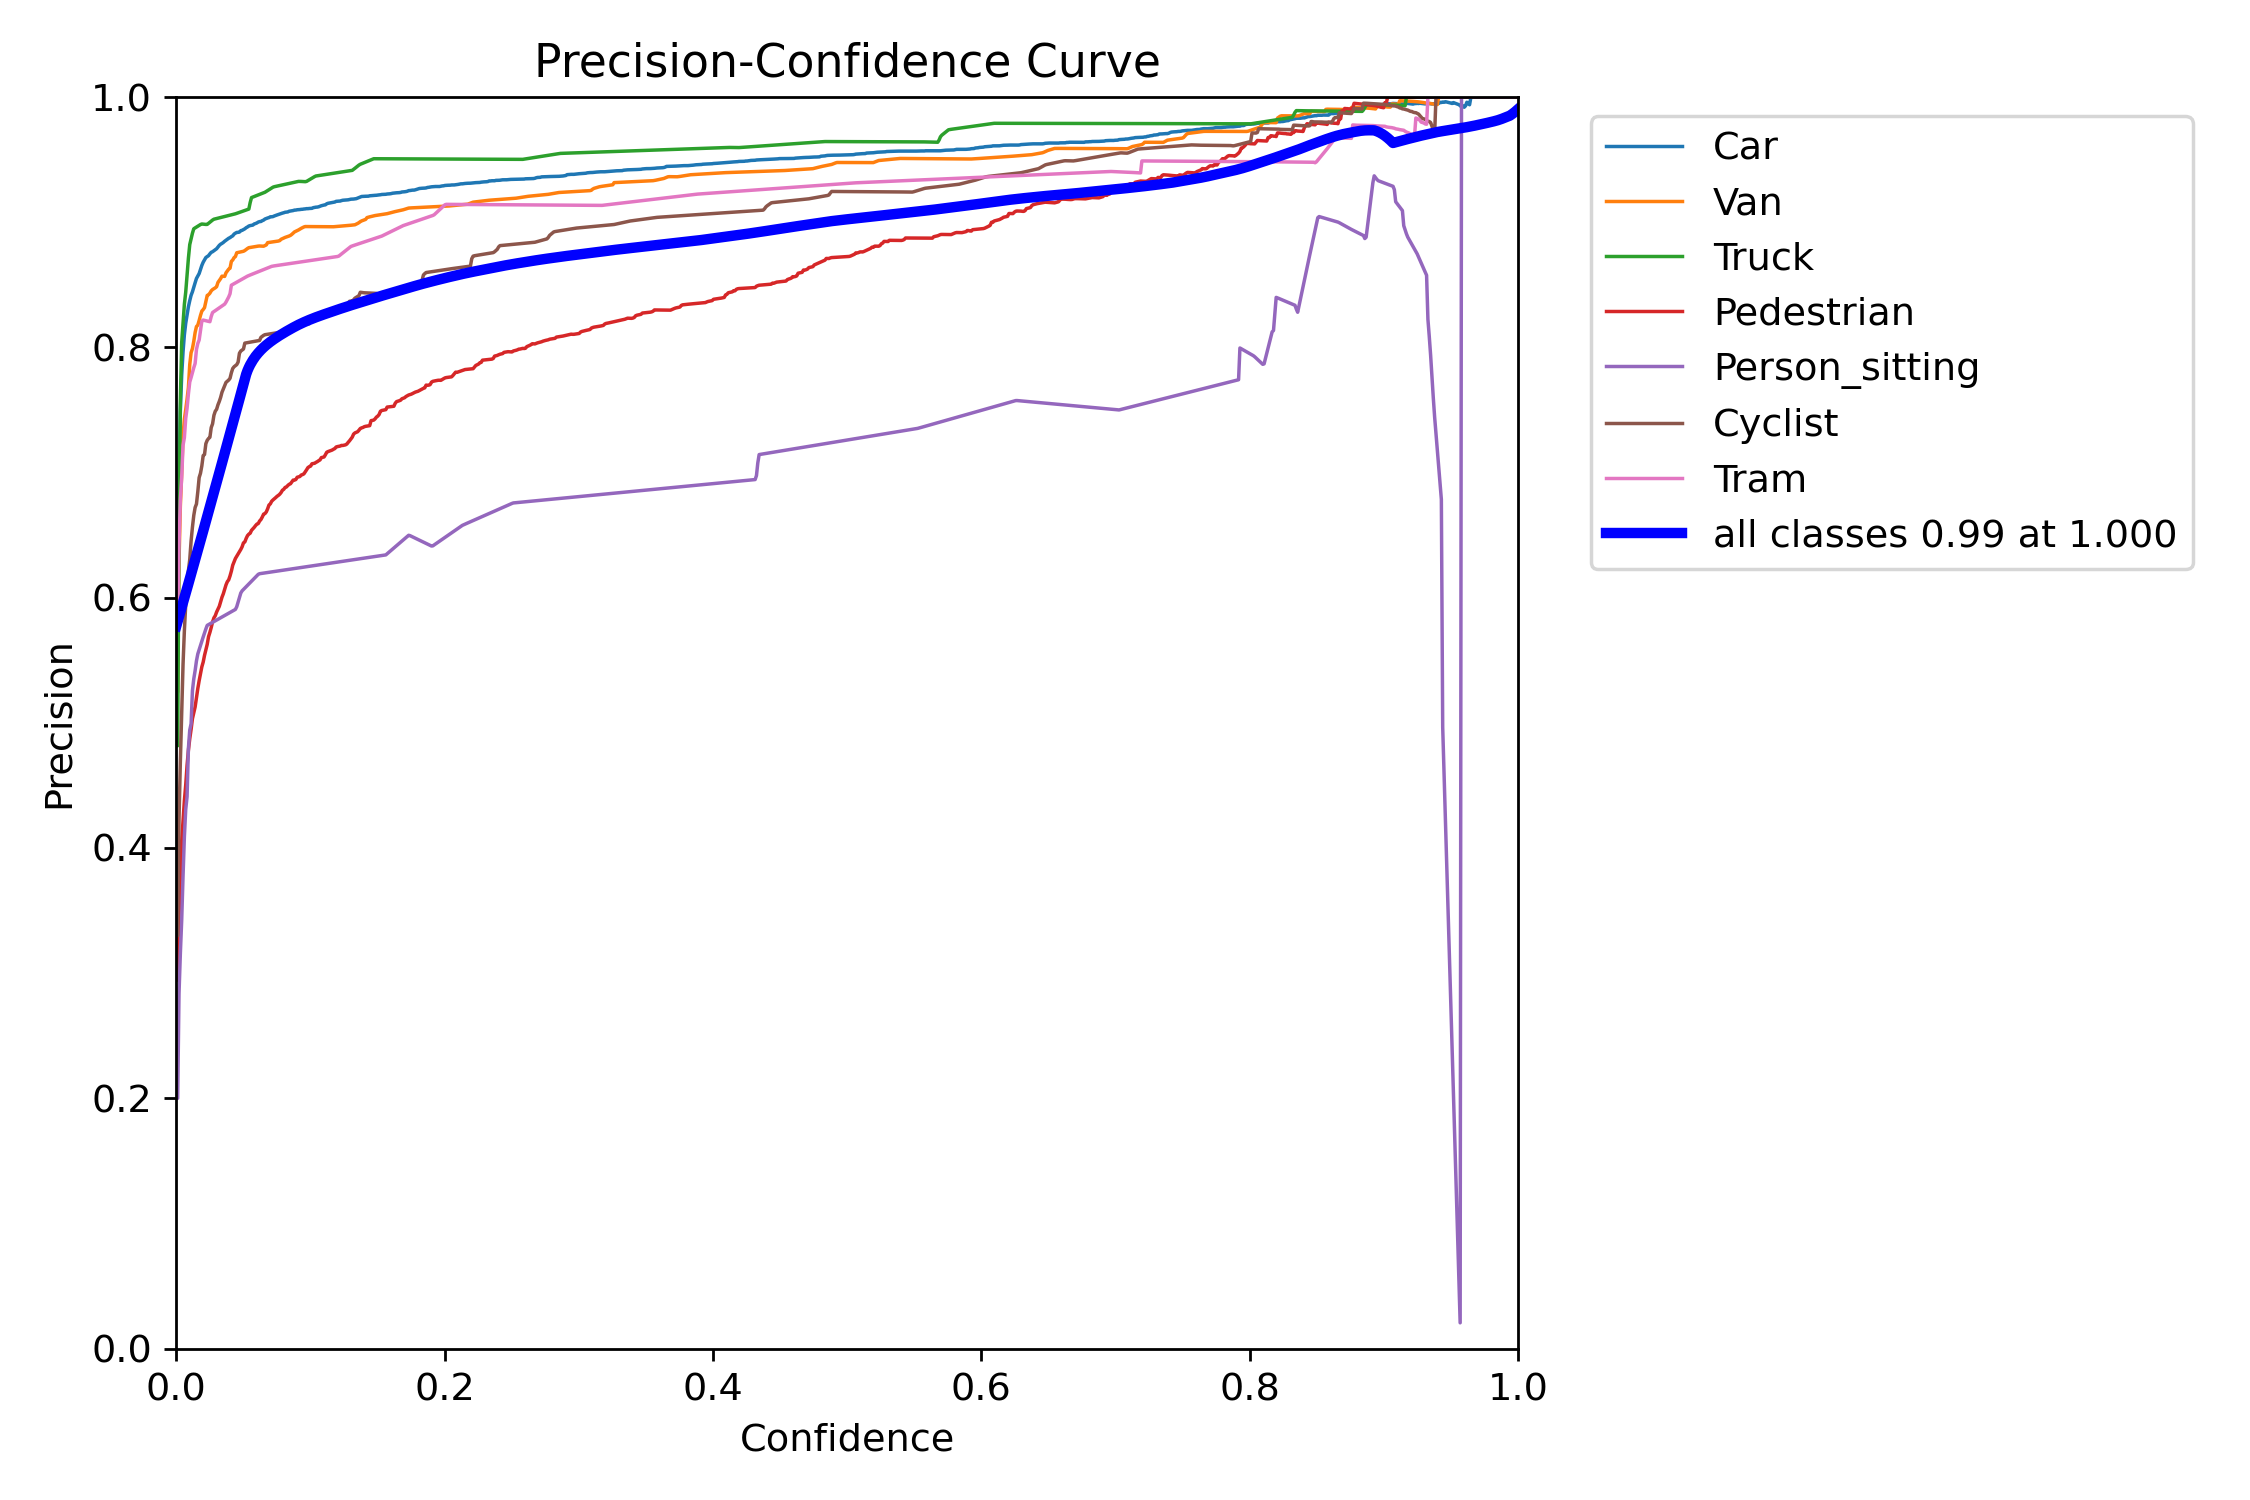 Precision-Confidence Curve
1.0
0.8
0.6
0.4
0.2
0.0
Precision
0.0 0.2 0.4 0.6 0.8 1.0
Confidence
Car
Van
Truck
Pedestrian
Person_sitting
Cyclist
Tram
all classes 0.99 at 1.000